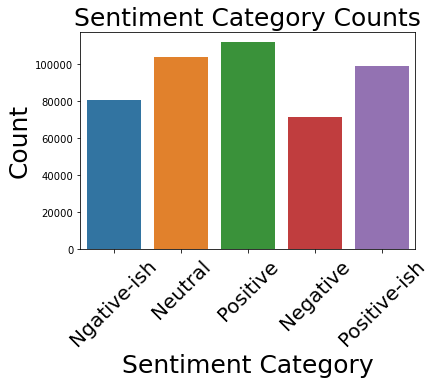 Sentiment Category Counts
Count
100000
80000
60000
40000
20000
0
Ngative-ish
Neutral
Positive
Negative
Positive-ish
Sentiment Category